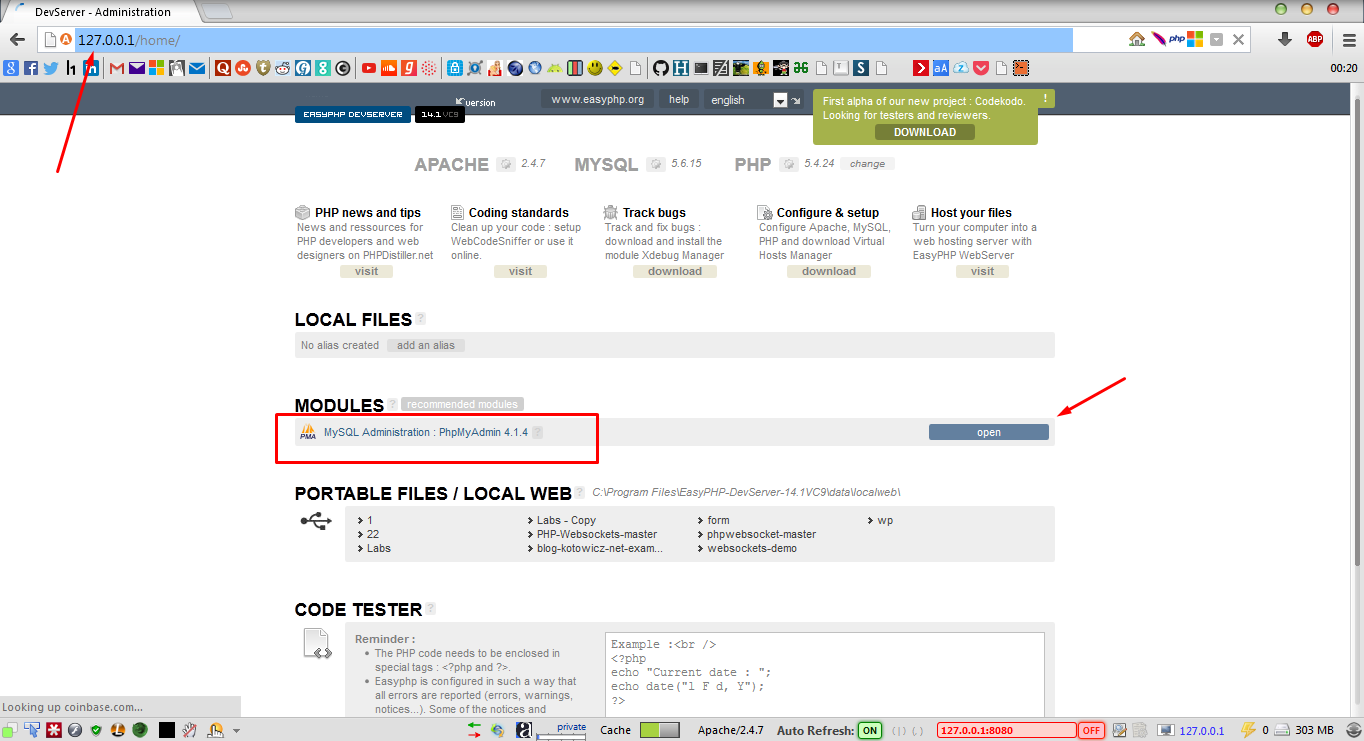 DevServer - Administration
127.0.0.1/home/
php
ABP
00:20
version
www.easyphp.org
help
english
First alpha of our new project : Codekodo.
Looking for testers and reviewers.
!
DOWNLOAD
EASYPHP DEVSERVER
14.1 VC9
APACHE 2.4.7
MYSQL 5.6.15
PHP 5.4.24 change
PHP news and tips
News and ressources for
PHP developers and web
designers on PHPDistiller.net
visit
Coding standards
Clean up your code : setup
WebCodeSniffer or use it
online.
visit
Track bugs
Track and fix bugs :
download and install the
module Xdebug Manager
download
Configure & setup
Configure Apache, MySQL,
PHP and download Virtual
Hosts Manager
download
Host your files
Turn your computer into a
web hosting server with
EasyPHP WebServer
visit
LOCAL FILES ?
No alias created add an alias
MODULES ? recommended modules
PMA MySQL Administration : PhpMyAdmin 4.1.4 ?
open
PORTABLE FILES / LOCAL WEB ? C:\Program Files\EasyPHP-DevServer-14.1VC9\data\localweb\
1
22
Labs
Labs - Copy
PHP-Websockets-master
blog-kotowicz-net-exam...
form
phpwebsocket-master
websockets-demo
wp
CODE TESTER ?
Reminder :
The PHP code needs to be enclosed in
special tags : <?php and ?>.
Easyphp is configured in such a way that
all errors are reported (errors, warnings,
notices...). Some of the notices and
Example :<br />
<?php
echo "Current date : ";
echo date("l F d, Y");
?>
Looking up coinbase.com...
private
Cache
Apache/2.4.7
Auto Refresh: ON
127.0.0.1:8080 OFF
127.0.0.1
0
303 MB